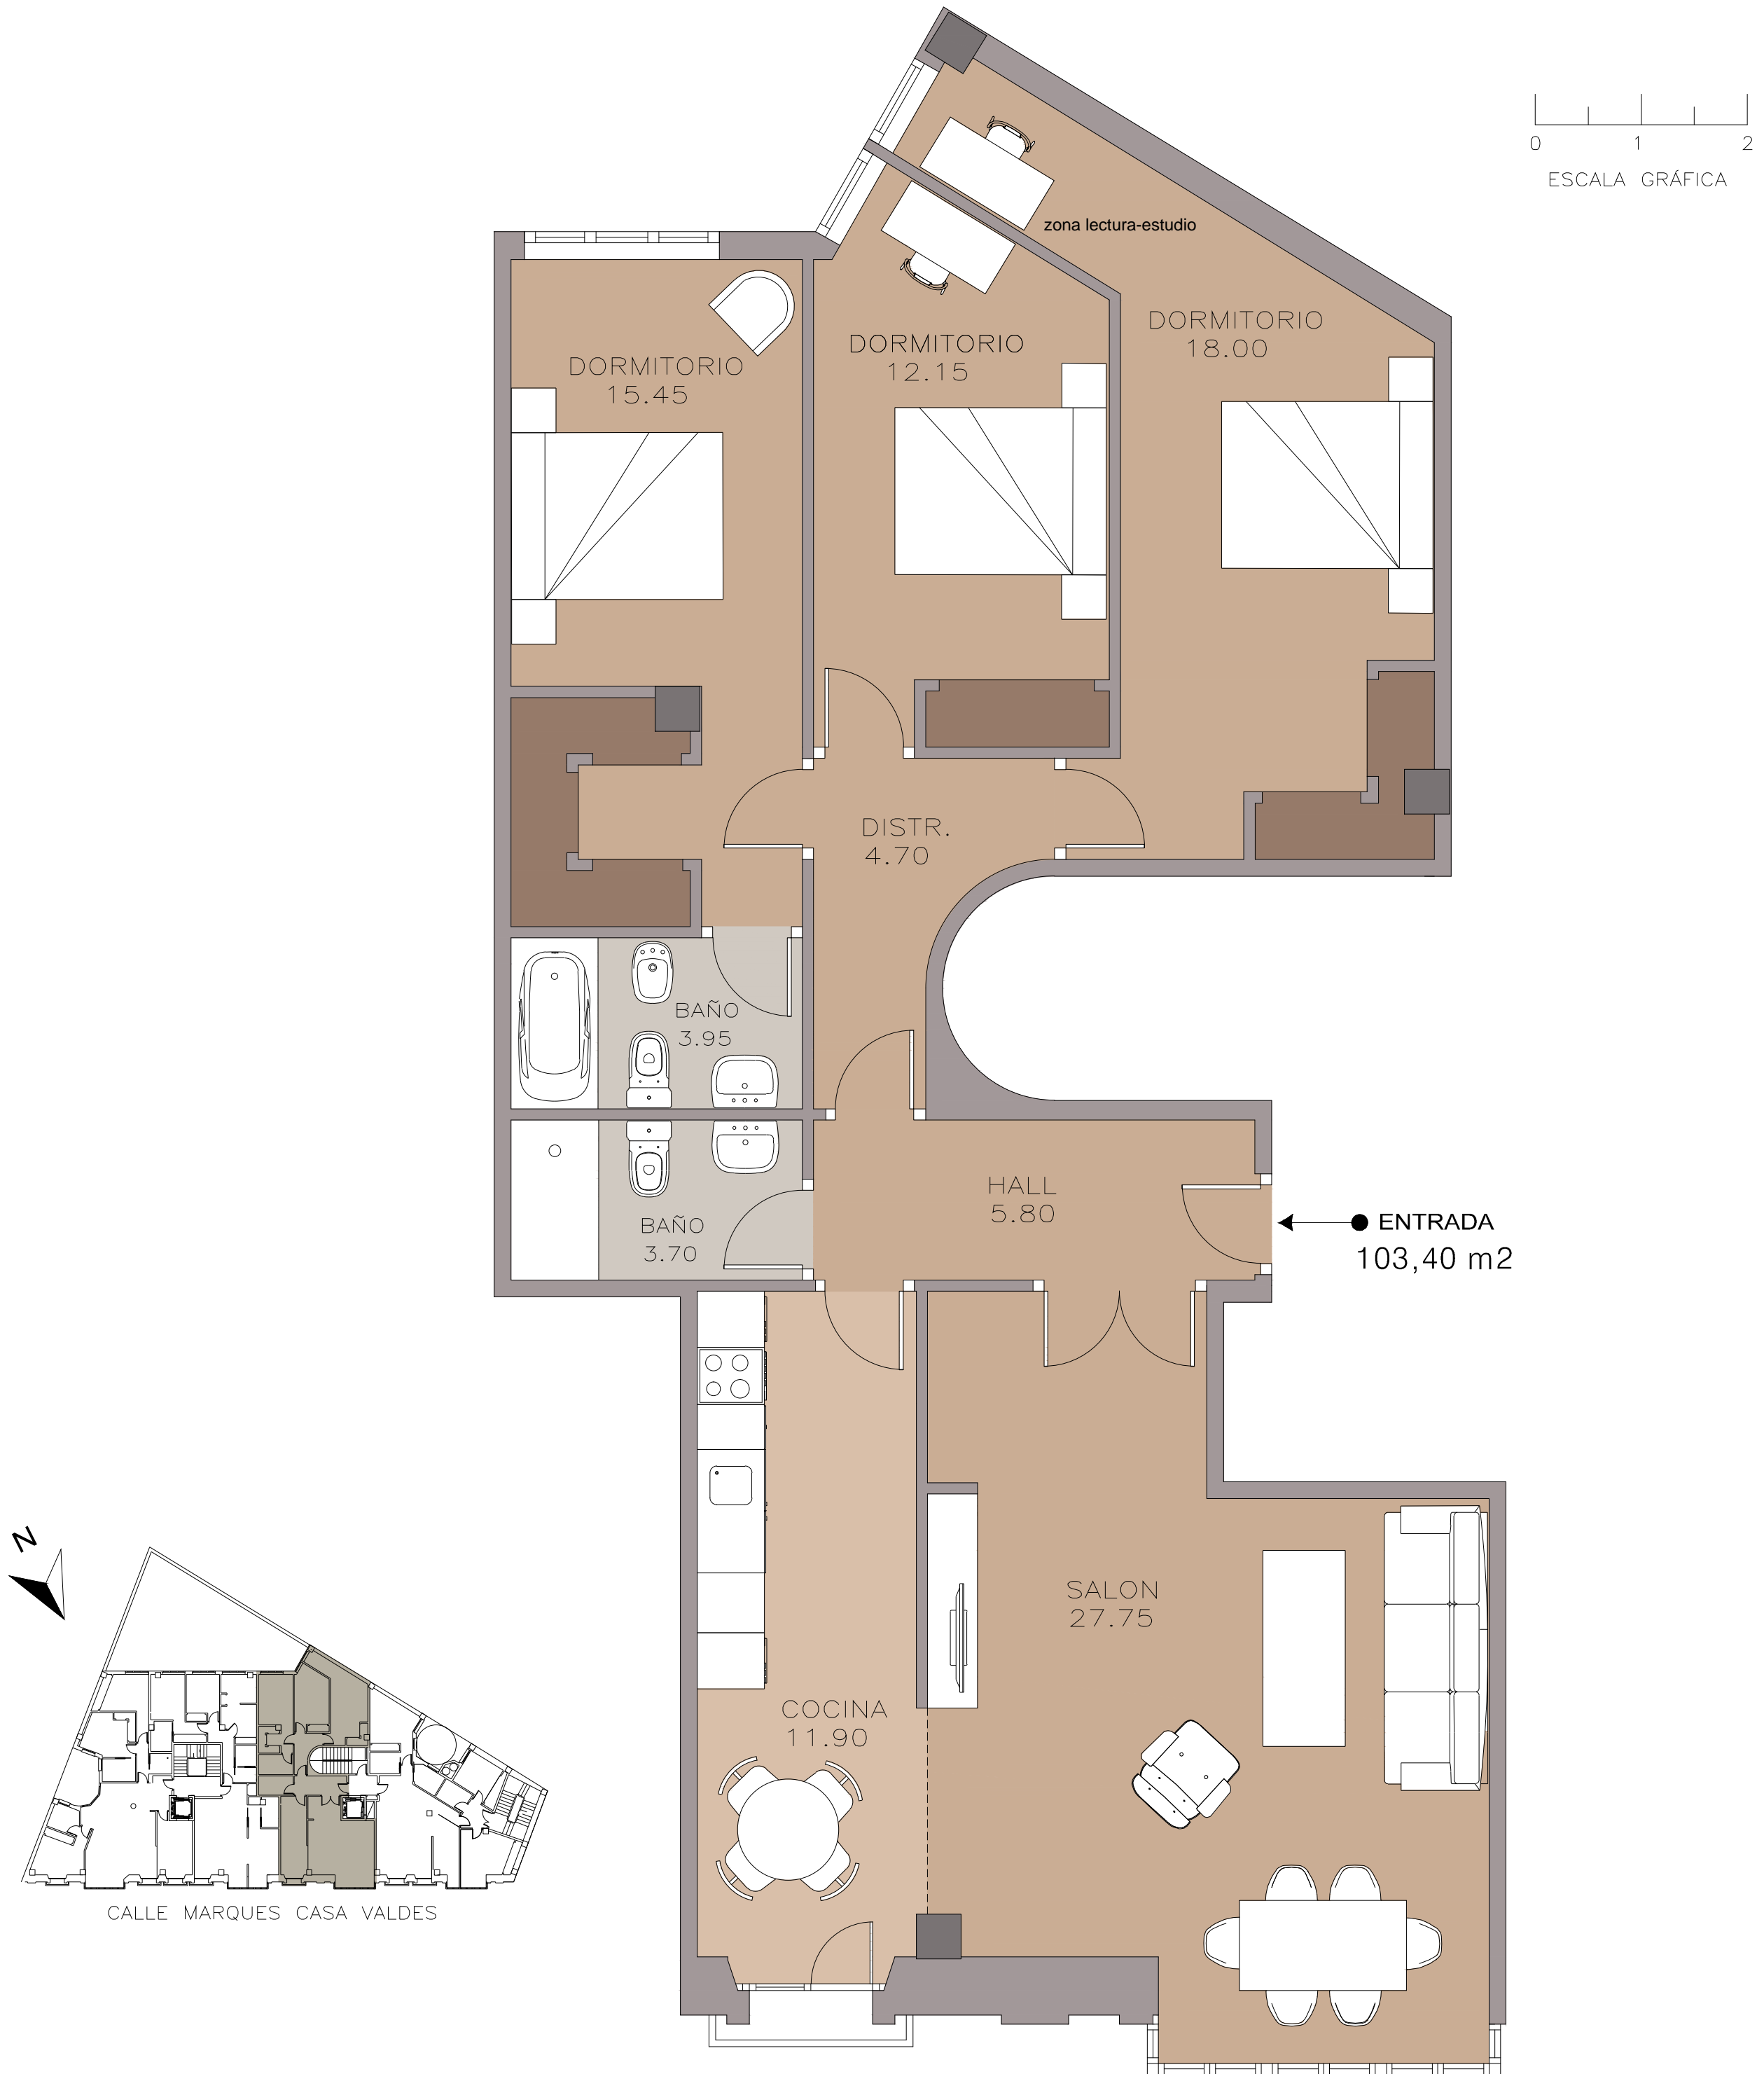 0 1 2
ESCALA GRÁFICA
zona lectura-estudio
DORMITORIO
18.00
DORMITORIO
12.15
DORMITORIO
15.45
DISTR.
4.70
BAÑO
3.95
HALL
5.80
ENTRADA
103,40 m2
BAÑO
3.70
N
SALON
27.75
COCINA
11.90
CALLE MARQUES CASA VALDES